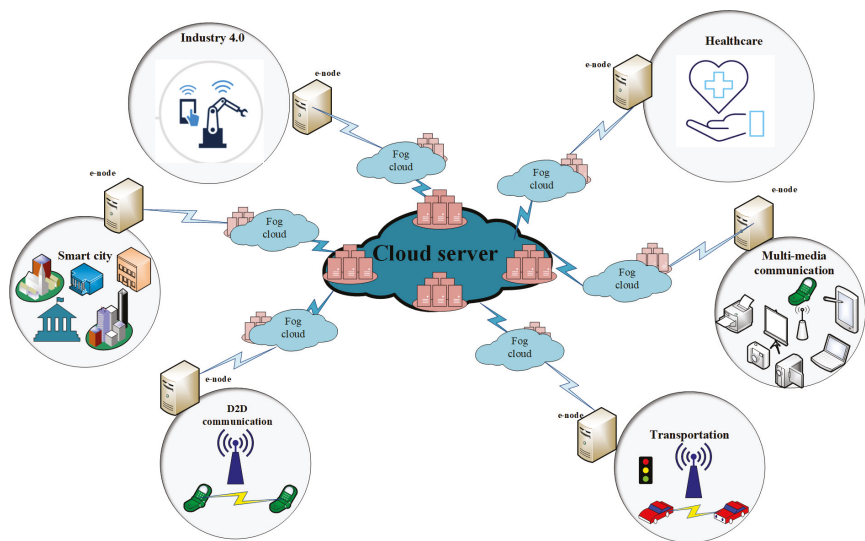 Industry 4.0
e-node
Healthcare
e-node
Fog
cloud
Fog
cloud
e-node
Smart city
Fog
cloud
Cloud server
e-node
Fog
cloud
Multi-media
communication
Fog
cloud
e-node
D2D
communication
Fog
cloud
e-node
Transportation